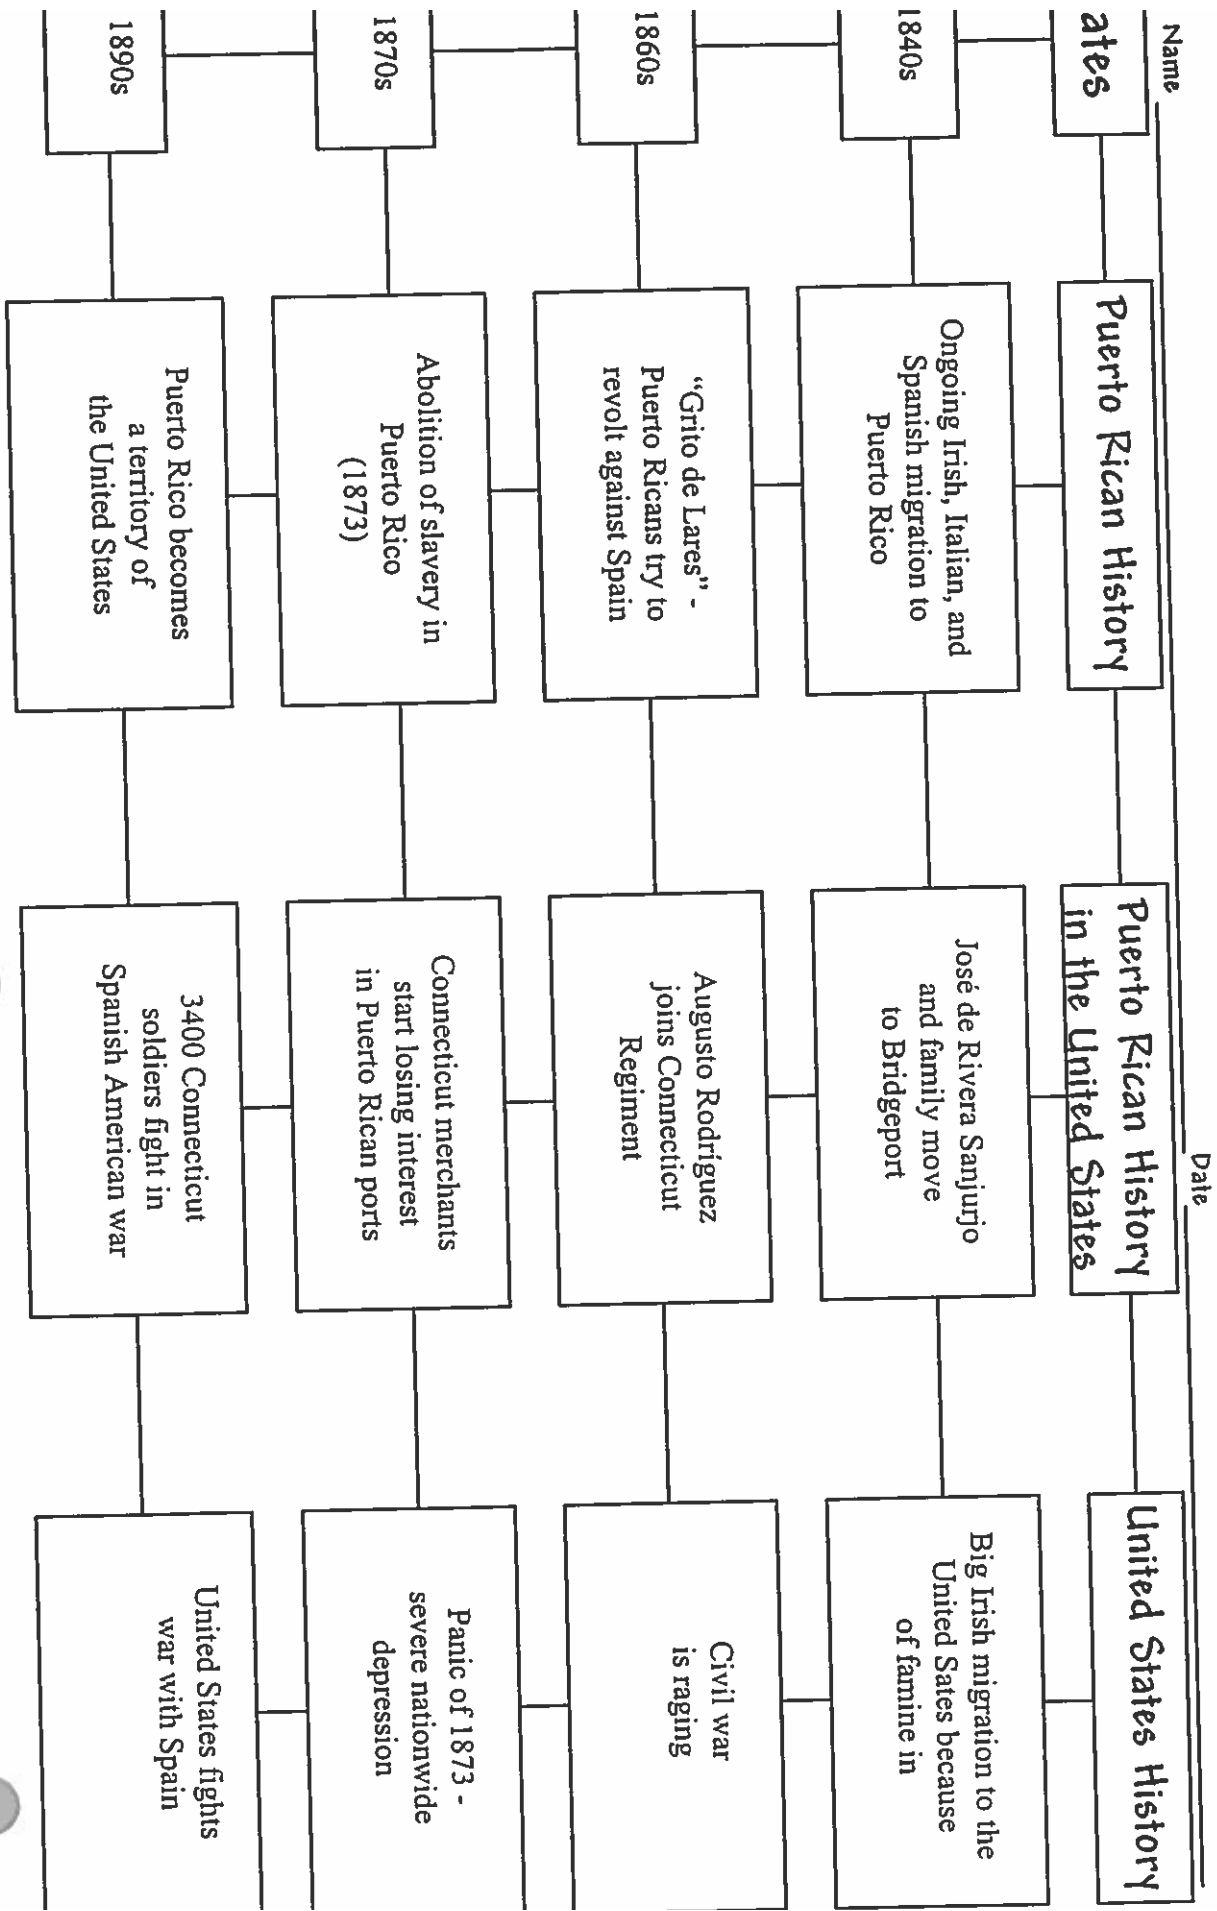 Name
Date
ates
Puerto Rican History
Puerto Rican History
in the United States
United States History
1840s
Ongoing Irish, Italian, and
Spanish migration to
Puerto Rico
José de Rivera Sanjurjo
and family move
to Bridgeport
Big Irish migration to the
United Sates because
of famine in
1860s
“Grito de Lares” -
Puerto Ricans try to
revolt against Spain
Augusto Rodríguez
joins Connecticut
Regiment
Civil war
is raging
1870s
Abolition of slavery in
Puerto Rico
(1873)
Connecticut merchants
start losing interest
in Puerto Rican ports
Panic of 1873 -
severe nationwide
depression
1890s
Puerto Rico becomes
a territory of
the United States
3400 Connecticut
soldiers fight in
Spanish American war
United States fights
war with Spain